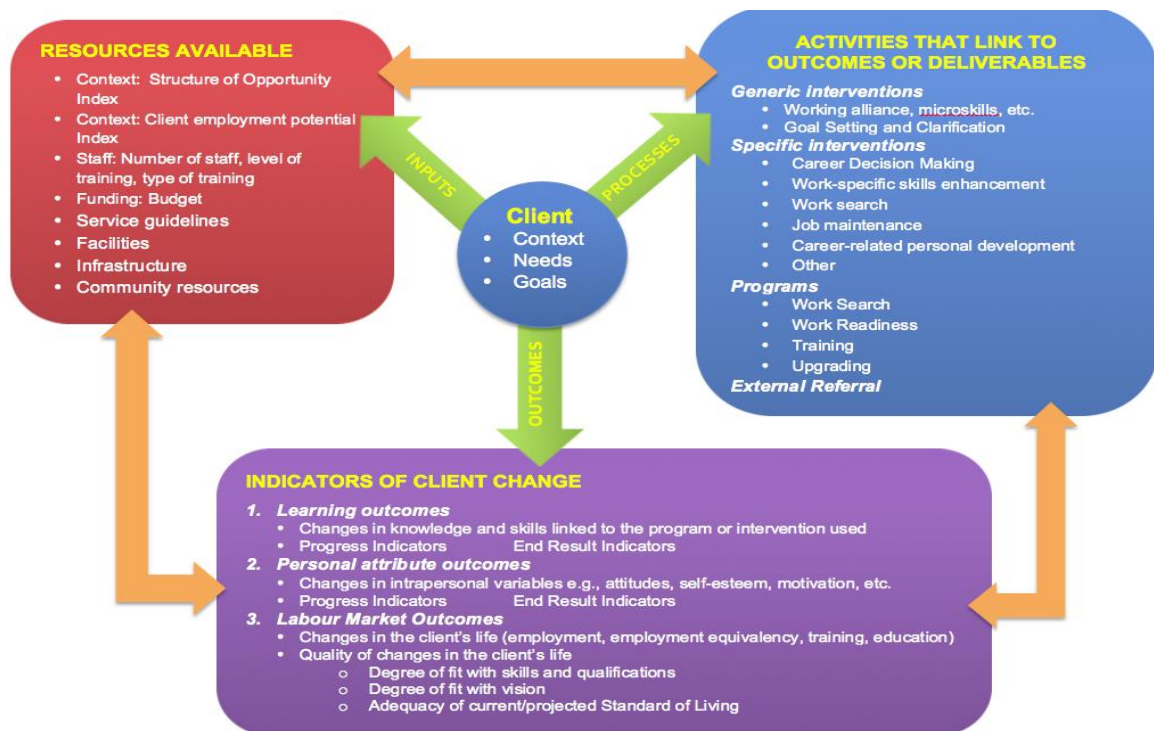 RESOURCES AVAILABLE
• Context: Structure of Opportunity
Index
• Context: Client employment potential
Index
• Staff: Number of staff, level of
training, type of training
• Funding: Budget
• Service guidelines
• Facilities
• Infrastructure
• Community resources
ACTIVITIES THAT LINK TO
OUTCOMES OR DELIVERABLES
Generic interventions
• Working alliance, microskills, etc.
• Goal Setting and Clarification
Specific interventions
• Career Decision Making
• Work-specific skills enhancement
• Work search
• Job maintenance
• Career-related personal development
• Other
Programs
• Work Search
• Work Readiness
• Training
• Upgrading
External Referral
INPUTS
PROCESSES
Client
• Context
• Needs
• Goals
OUTCOMES
INDICATORS OF CLIENT CHANGE
1. Learning outcomes
• Changes in knowledge and skills linked to the program or intervention used
• Progress Indicators End Result Indicators
2. Personal attribute outcomes
• Changes in intrapersonal variables e.g., attitudes, self-esteem, motivation, etc.
• Progress Indicators End Result Indicators
3. Labour Market Outcomes
• Changes in the client's life (employment, employment equivalency, training, education)
• Quality of changes in the client's life
o Degree of fit with skills and qualifications
o Degree of fit with vision
o Adequacy of current/projected Standard of Living